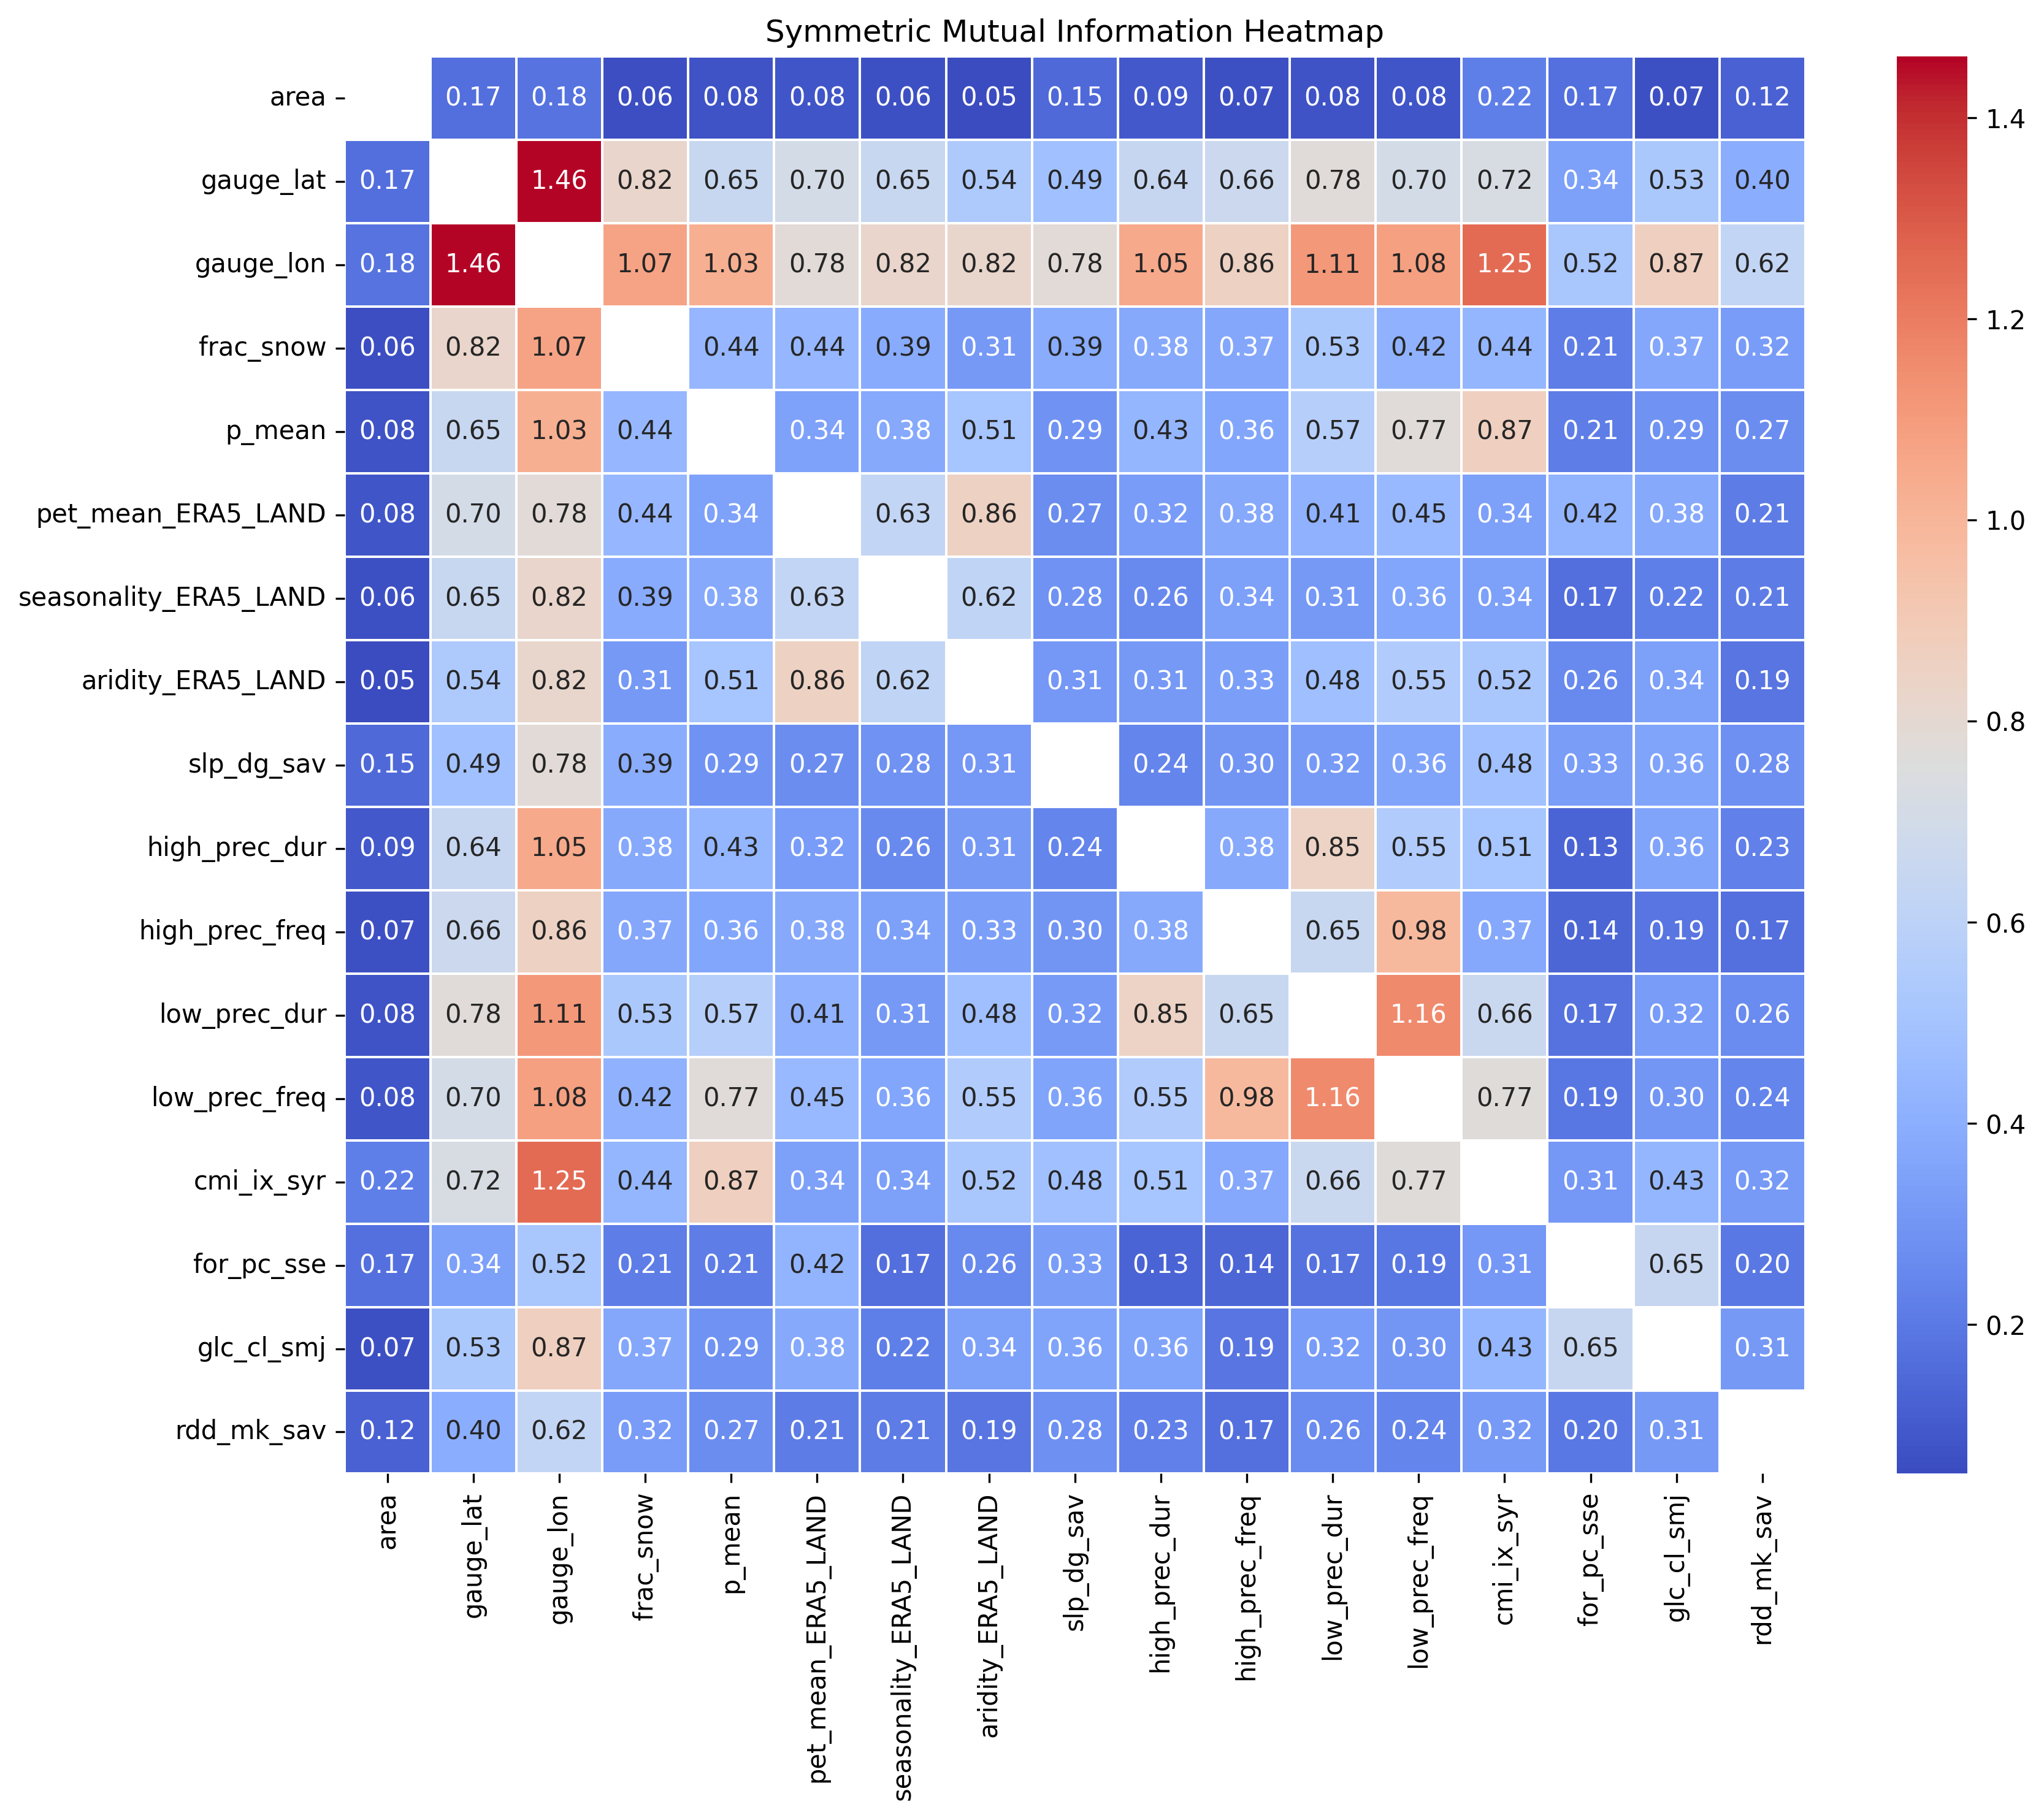 Symmetric Mutual Information Heatmap
area 0.17 0.18 0.06 0.08 0.08 0.06 0.05 0.15 0.09 0.07 0.08 0.08 0.22 0.17 0.07 0.12
gauge_lat 0.17 1.46 0.82 0.65 0.70 0.65 0.54 0.49 0.64 0.66 0.78 0.70 0.72 0.34 0.53 0.40
gauge_lon 0.18 1.46 1.07 1.03 0.78 0.82 0.82 0.78 1.05 0.86 1.11 1.08 1.25 0.52 0.87 0.62
frac_snow 0.06 0.82 1.07 0.44 0.44 0.39 0.31 0.39 0.38 0.37 0.53 0.42 0.44 0.21 0.37 0.32
p_mean 0.08 0.65 1.03 0.44 0.34 0.38 0.51 0.29 0.43 0.36 0.57 0.77 0.87 0.21 0.29 0.27
pet_mean_ERA5_LAND 0.08 0.70 0.78 0.44 0.34 0.63 0.86 0.27 0.32 0.38 0.41 0.45 0.34 0.42 0.38 0.21
seasonality_ERA5_LAND 0.06 0.65 0.82 0.39 0.38 0.63 0.62 0.28 0.26 0.34 0.31 0.36 0.34 0.17 0.22 0.21
aridity_ERA5_LAND 0.05 0.54 0.82 0.31 0.51 0.86 0.62 0.31 0.31 0.33 0.48 0.55 0.52 0.26 0.34 0.19
slp_dg_sav 0.15 0.49 0.78 0.39 0.29 0.27 0.28 0.31 0.24 0.30 0.32 0.36 0.48 0.33 0.36 0.28
high_prec_dur 0.09 0.64 1.05 0.38 0.43 0.32 0.26 0.31 0.24 0.38 0.85 0.55 0.51 0.13 0.36 0.23
high_prec_freq 0.07 0.66 0.86 0.37 0.36 0.38 0.34 0.33 0.30 0.38 0.65 0.98 0.37 0.14 0.19 0.17
low_prec_dur 0.08 0.78 1.11 0.53 0.57 0.41 0.31 0.48 0.32 0.85 0.65 1.16 0.66 0.17 0.32 0.26
low_prec_freq 0.08 0.70 1.08 0.42 0.77 0.45 0.36 0.55 0.36 0.55 0.98 1.16 0.77 0.19 0.30 0.24
cmi_ix_syr 0.22 0.72 1.25 0.44 0.87 0.34 0.34 0.52 0.48 0.51 0.37 0.66 0.77 0.31 0.43 0.32
for_pc_sse 0.17 0.34 0.52 0.21 0.21 0.42 0.17 0.26 0.33 0.13 0.14 0.17 0.19 0.31 0.65 0.20
glc_cl_smj 0.07 0.53 0.87 0.37 0.29 0.38 0.22 0.34 0.36 0.36 0.19 0.32 0.30 0.43 0.65 0.31
rdd_mk_sav 0.12 0.40 0.62 0.32 0.27 0.21 0.21 0.19 0.28 0.23 0.17 0.26 0.24 0.32 0.20 0.31
area
gauge_lat
gauge_lon
frac_snow
p_mean
pet_mean_ERA5_LAND
seasonality_ERA5_LAND
aridity_ERA5_LAND
slp_dg_sav
high_prec_dur
high_prec_freq
low_prec_dur
low_prec_freq
cmi_ix_syr
for_pc_sse
glc_cl_smj
rdd_mk_sav
1.4
1.2
1.0
0.8
0.6
0.4
0.2